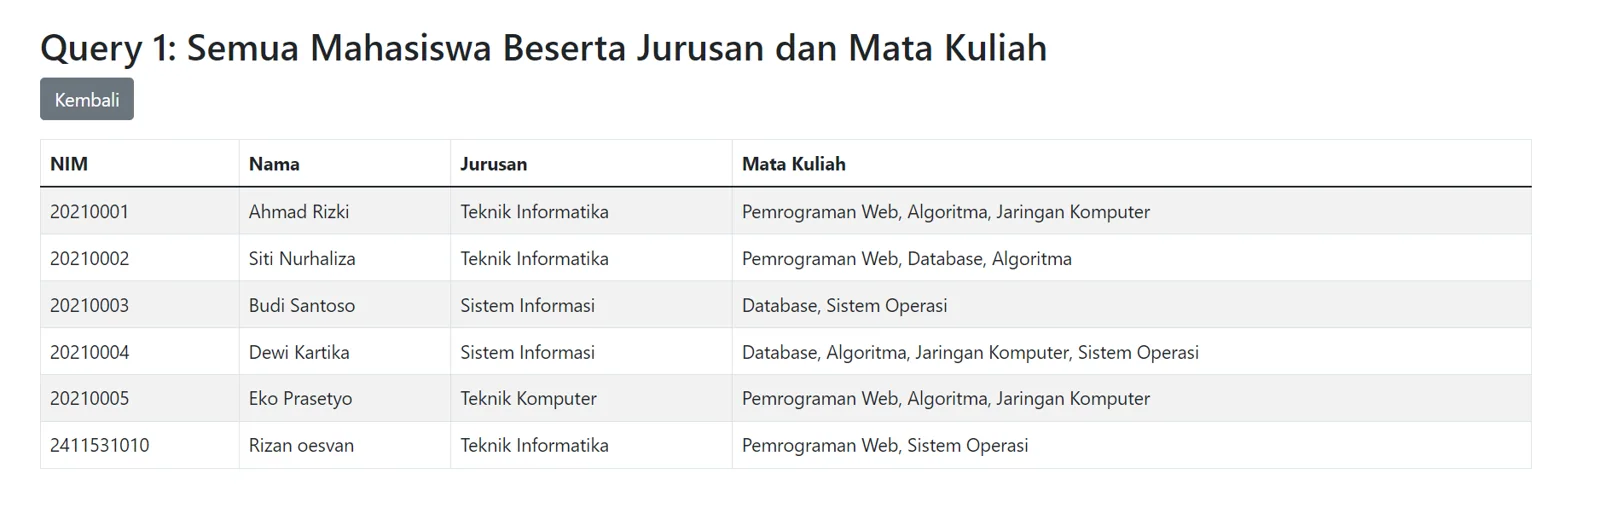 Query 1: Semua Mahasiswa Beserta Jurusan dan Mata Kuliah
Kembali
NIM Nama Jurusan Mata Kuliah
20210001 Ahmad Rizki Teknik Informatika Pemrograman Web, Algoritma, Jaringan Komputer
20210002 Siti Nurhaliza Teknik Informatika Pemrograman Web, Database, Algoritma
20210003 Budi Santoso Sistem Informasi Database, Sistem Operasi
20210004 Dewi Kartika Sistem Informasi Database, Algoritma, Jaringan Komputer, Sistem Operasi
20210005 Eko Prasetyo Teknik Komputer Pemrograman Web, Algoritma, Jaringan Komputer
2411531010 Rizan oesvan Teknik Informatika Pemrograman Web, Sistem Operasi